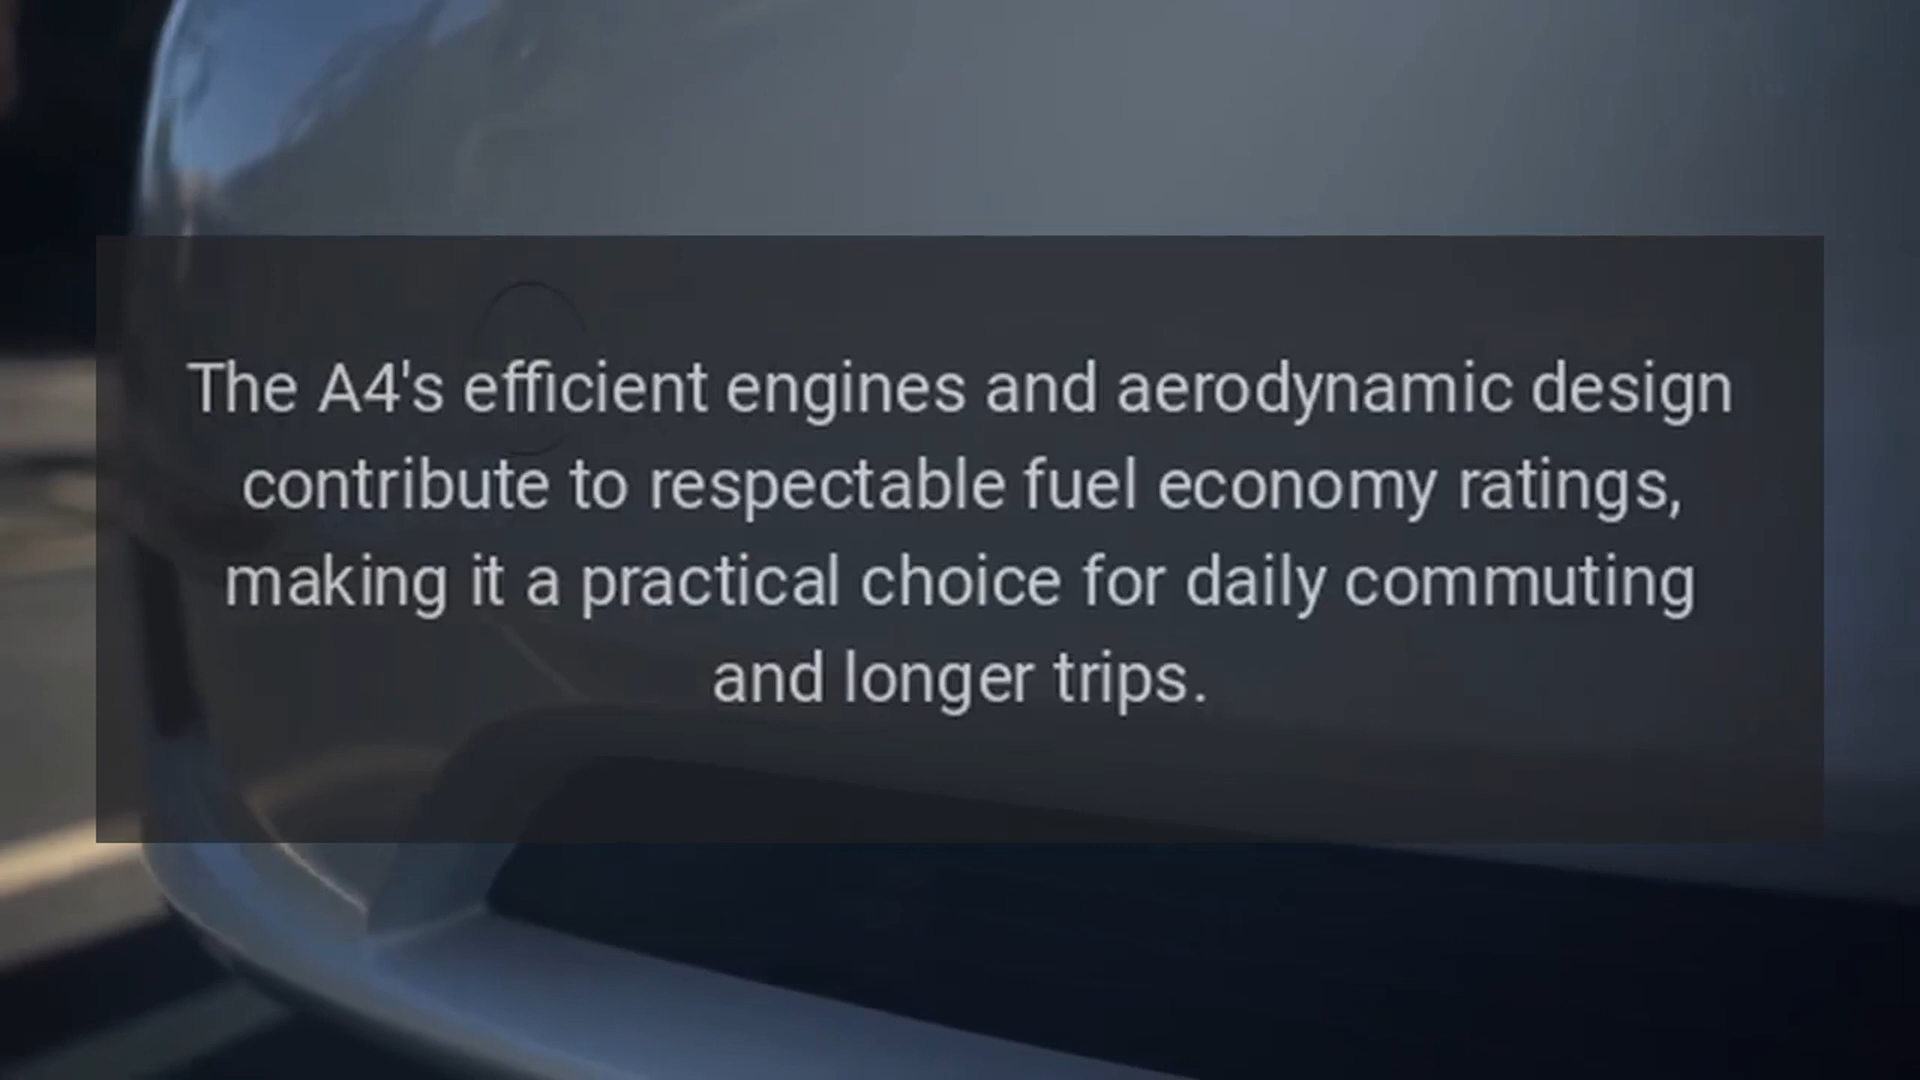 The A4's efficient engines and aerodynamic design
contribute to respectable fuel economy ratings,
making it a practical choice for daily commuting
and longer trips.